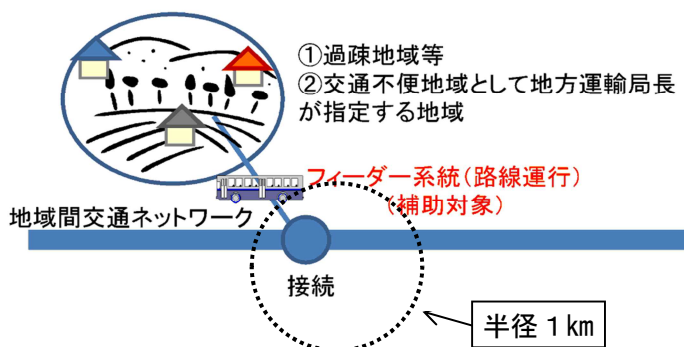 ①過疎地域等
②交通不便地域として地方運輸局長
が指定する地域
フィーダー系統(路線運行)
(補助対象)
地域間交通ネットワーク
接続
半径1km